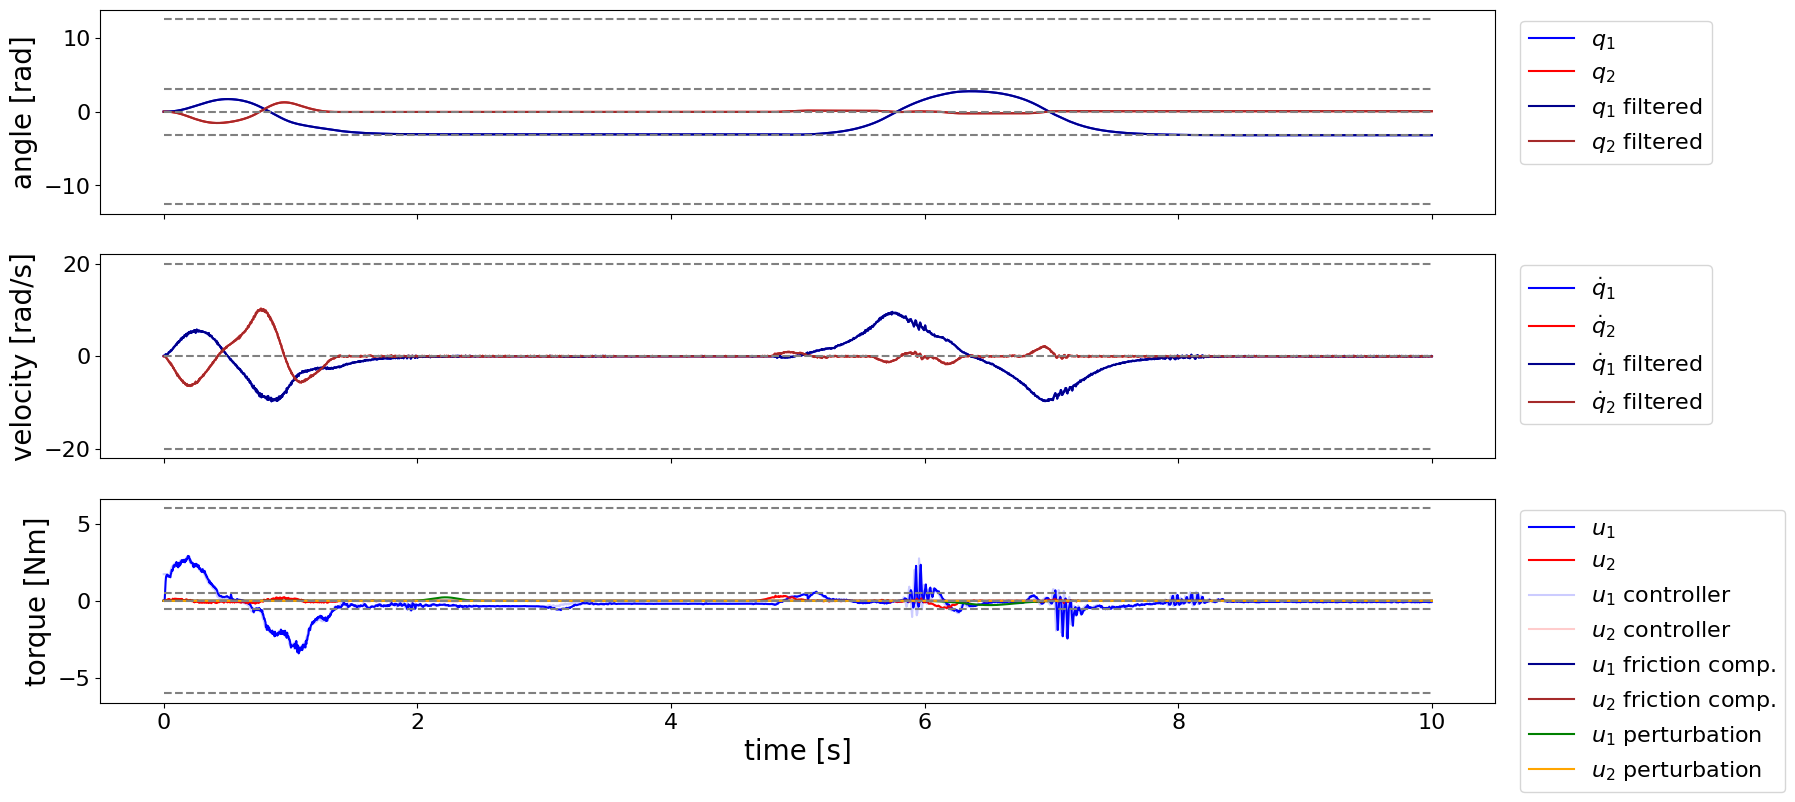 angle [rad]
10
0
−10
q₁
q₂
q₁ filtered
q₂ filtered
velocity [rad/s]
20
0
−20
q̇₁
q̇₂
q̇₁ filtered
q̇₂ filtered
torque [Nm]
5
0
−5
0 2 4 6 8 10
time [s]
u₁
u₂
u₁ controller
u₂ controller
u₁ friction comp.
u₂ friction comp.
u₁ perturbation
u₂ perturbation